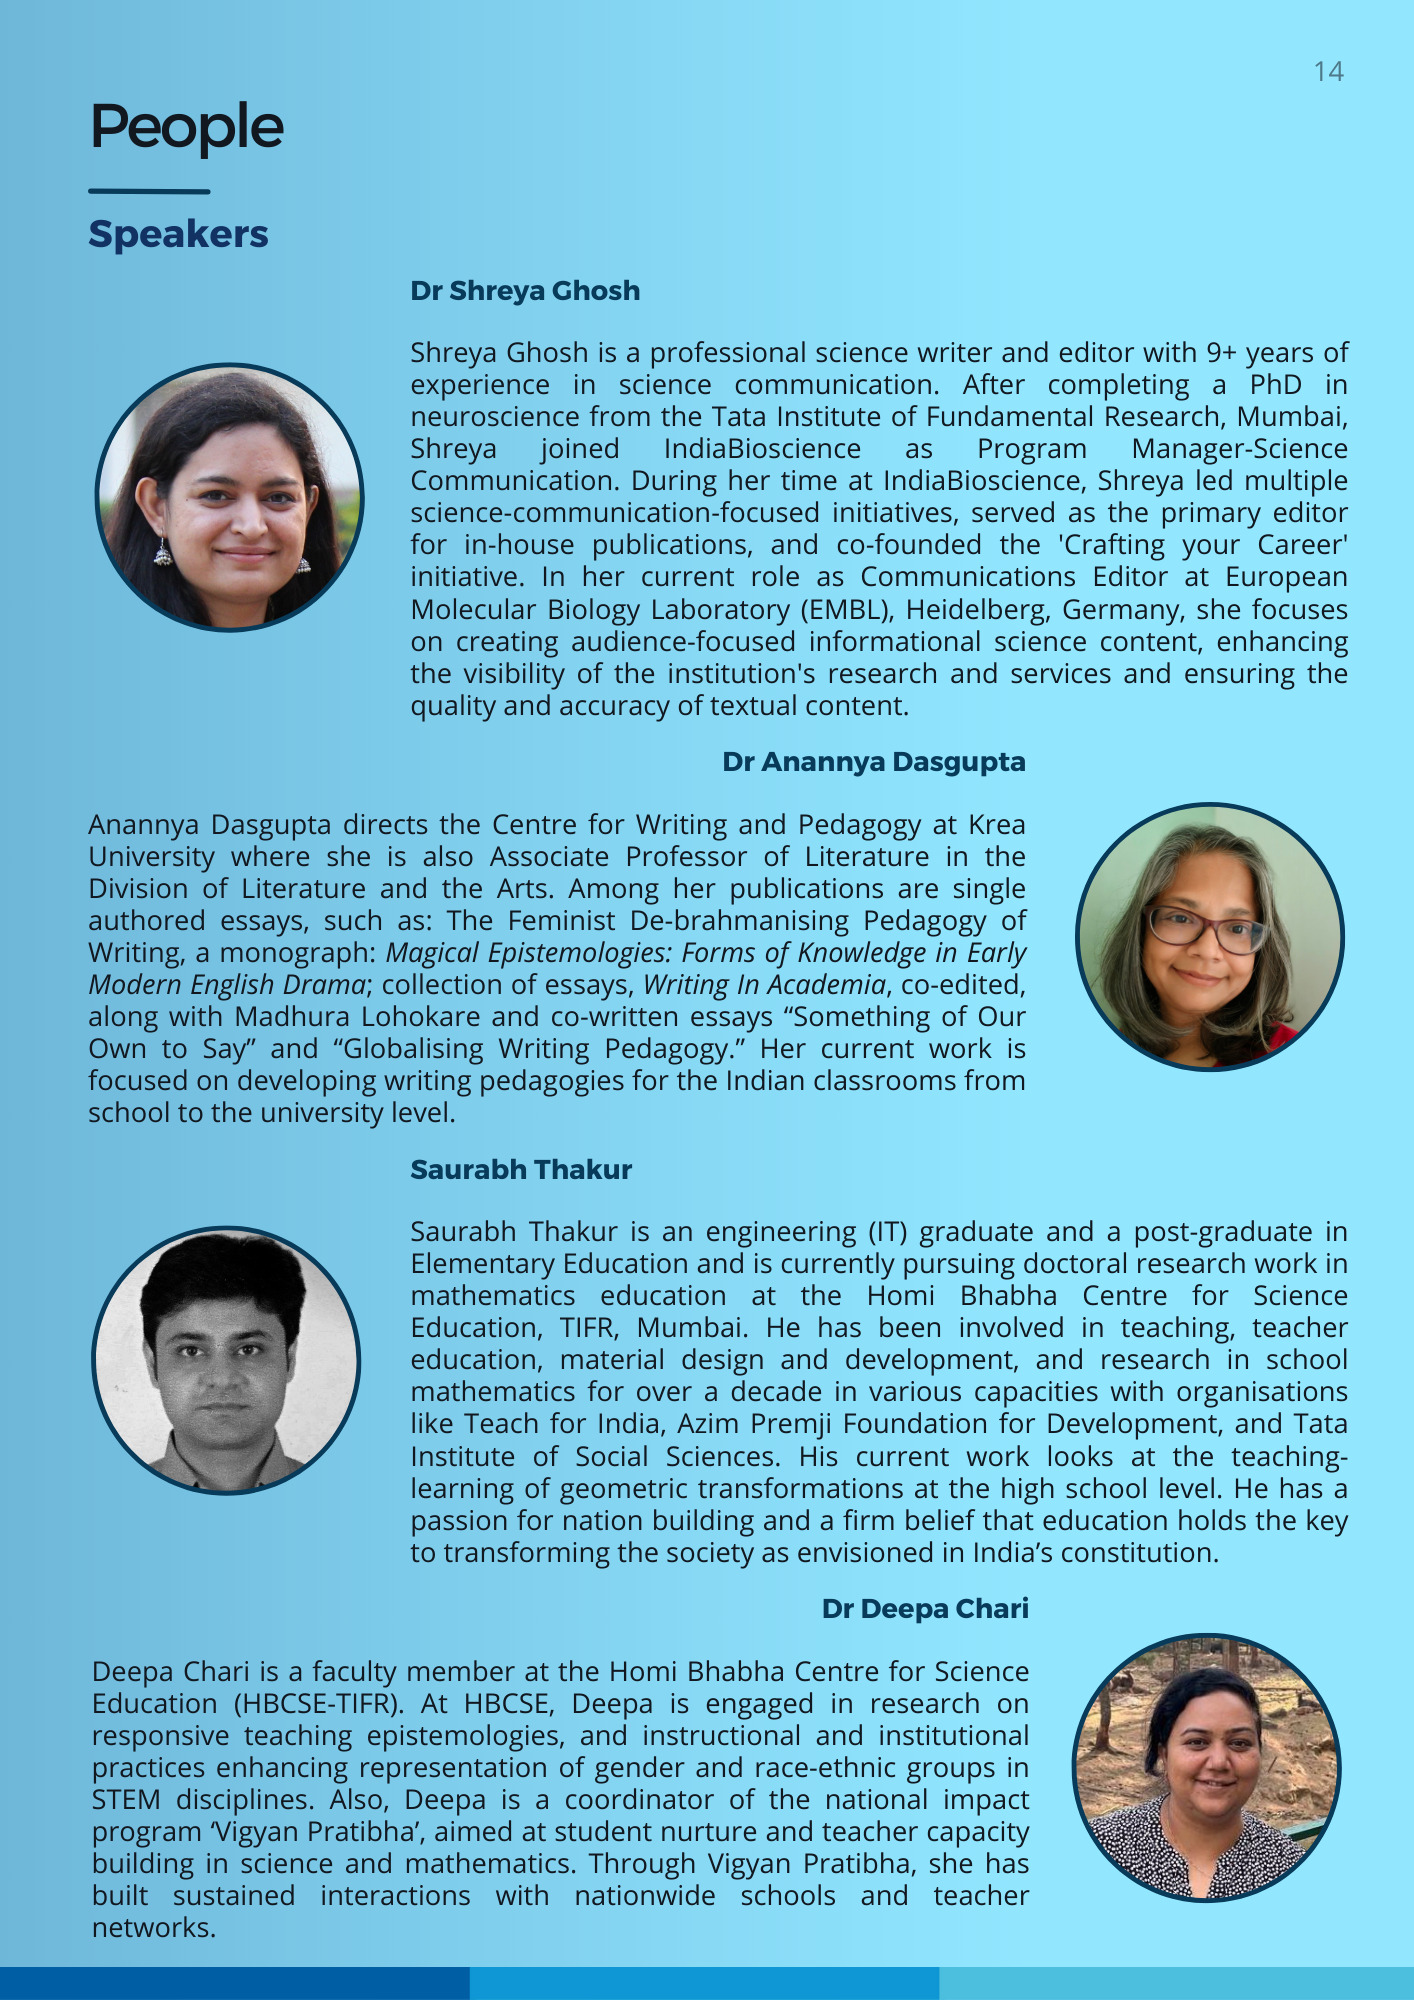 14
People
Speakers
Dr Shreya Ghosh
Shreya Ghosh is a professional science writer and editor with 9+ years of
experience in science communication. After completing a PhD in
neuroscience from the Tata Institute of Fundamental Research, Mumbai,
Shreya joined IndiaBioscience as Program Manager-Science
Communication. During her time at IndiaBioscience, Shreya led multiple
science-communication-focused initiatives, served as the primary editor
for in-house publications, and co-founded the 'Crafting your Career'
initiative. In her current role as Communications Editor at European
Molecular Biology Laboratory (EMBL), Heidelberg, Germany, she focuses
on creating audience-focused informational science content, enhancing
the visibility of the institution's research and services and ensuring the
quality and accuracy of textual content.
Dr Anannya Dasgupta
Anannya Dasgupta directs the Centre for Writing and Pedagogy at Krea
University where she is also Associate Professor of Literature in the
Division of Literature and the Arts. Among her publications are single
authored essays, such as: The Feminist De-brahmanising Pedagogy of
Writing, a monograph: Magical Epistemologies: Forms of Knowledge in Early
Modern English Drama; collection of essays, Writing In Academia, co-edited,
along with Madhura Lohokare and co-written essays “Something of Our
Own to Say” and “Globalising Writing Pedagogy.” Her current work is
focused on developing writing pedagogies for the Indian classrooms from
school to the university level.
Saurabh Thakur
Saurabh Thakur is an engineering (IT) graduate and a post-graduate in
Elementary Education and is currently pursuing doctoral research work in
mathematics education at the Homi Bhabha Centre for Science
Education, TIFR, Mumbai. He has been involved in teaching, teacher
education, material design and development, and research in school
mathematics for over a decade in various capacities with organisations
like Teach for India, Azim Premji Foundation for Development, and Tata
Institute of Social Sciences. His current work looks at the teaching-
learning of geometric transformations at the high school level. He has a
passion for nation building and a firm belief that education holds the key
to transforming the society as envisioned in India’s constitution.
Dr Deepa Chari
Deepa Chari is a faculty member at the Homi Bhabha Centre for Science
Education (HBCSE-TIFR). At HBCSE, Deepa is engaged in research on
responsive teaching epistemologies, and instructional and institutional
practices enhancing representation of gender and race-ethnic groups in
STEM disciplines. Also, Deepa is a coordinator of the national impact
program ‘Vigyan Pratibha’, aimed at student nurture and teacher capacity
building in science and mathematics. Through Vigyan Pratibha, she has
built sustained interactions with nationwide schools and teacher
networks.